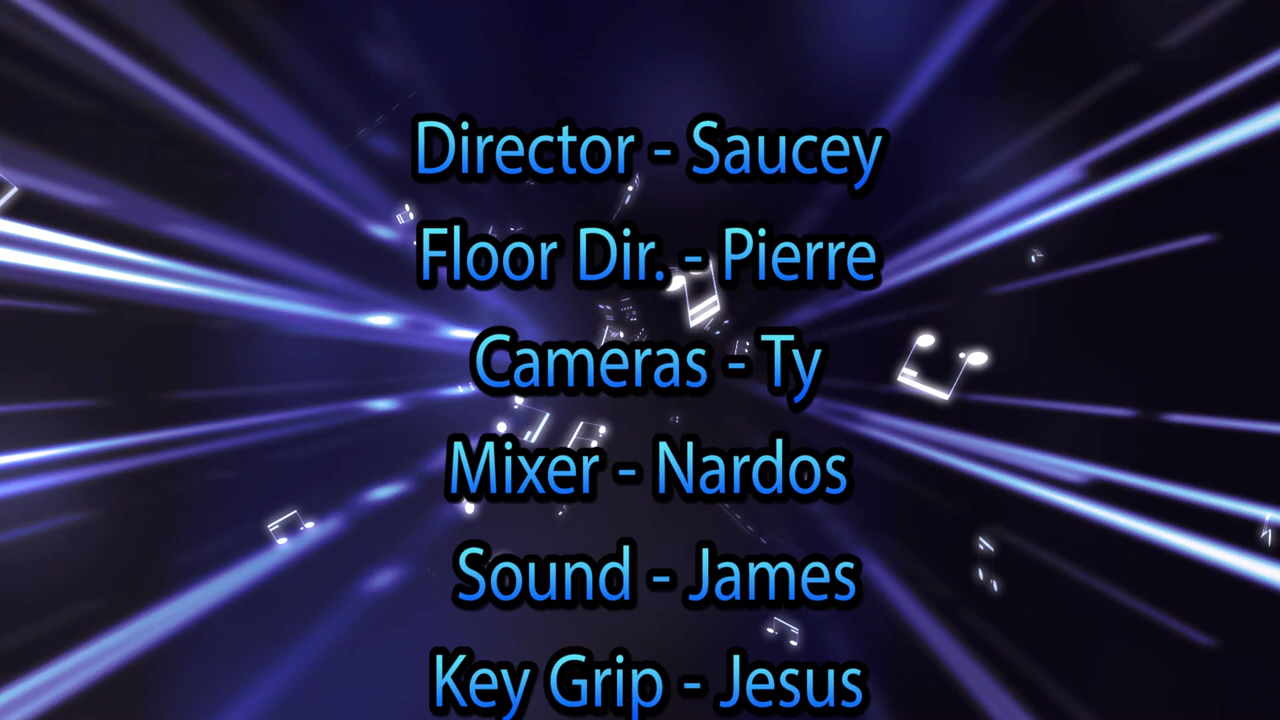 Director - Saucey
Floor Dir. - Pierre
Cameras - Ty
Mixer - Nardos
Sound - James
Key Grip - Jesus